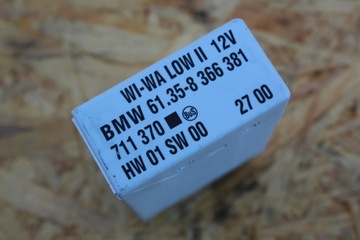 WI-WA LOW II 12V
BMW 61.35-8 366 381
711 370 BuS
HW 01 SW 00 27 00